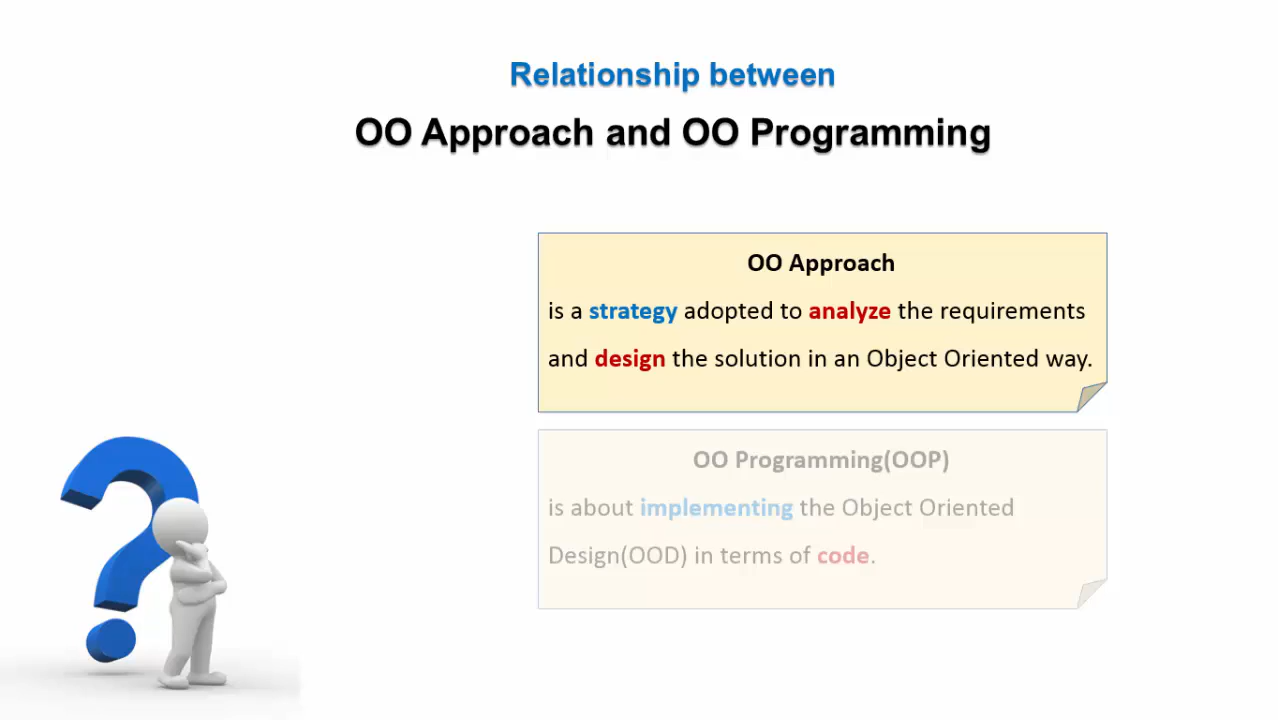 Relationship between
OO Approach and OO Programming
OO Approach
is a strategy adopted to analyze the requirements
and design the solution in an Object Oriented way.
OO Programming(OOP)
is about implementing the Object Oriented
Design(OOD) in terms of code.